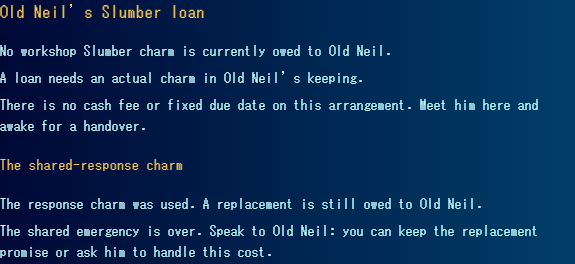 Old Neil's Slumber loan
No workshop Slumber charm is currently owed to Old Neil.
A loan needs an actual charm in Old Neil's keeping.
There is no cash fee or fixed due date on this arrangement. Meet him here and
awake for a handover.
The shared-response charm
The response charm was used. A replacement is still owed to Old Neil.
The shared emergency is over. Speak to Old Neil: you can keep the replacement
promise or ask him to handle this cost.